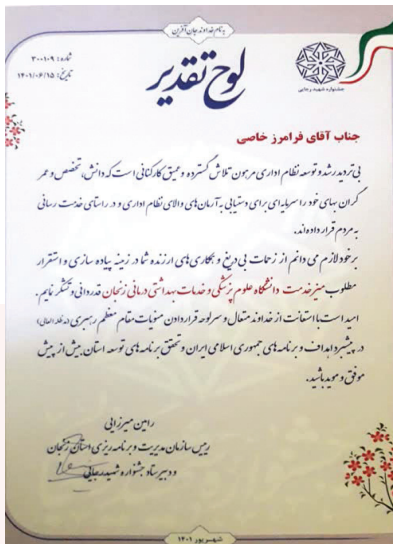 به نام خداوند جان آفرین
شماره: ۳۰۰۱۰۹
تاریخ: ۱۴۰۱/۰۶/۱۵
لوح تقدیر
جشنواره شهید رجایی
جناب آقای فرامرز خاصی
بی تردید رشد و توسعه نظام اداری مرهون تلاش گسترده و عمیق کارکنانی است که دانش، تخصص و عمر
گران بهای خود را سرمایه ای برای دستیابی به آرمان های والای نظام اداری و در راستای خدمت رسانی
به مردم قرار داده اند.
بر خود لازم می دانم از زحمات بی دریغ و همکاری های ارزنده شما در زمینه پیاده سازی و استقرار
مطلوب میز خدمت دانشگاه علوم پزشکی و خدمات بهداشتی درمانی زنجان قدردانی و تشکر نمایم.
امید است با استعانت از خداوند متعال و سرلوحه قرار دادن منویات مقام معظم رهبری (مدظله العالی)
در پیشبرد اهداف و برنامه های جمهوری اسلامی ایران و تحقق برنامه های توسعه استان بیش از پیش
موفق و موید باشید.
رامین میرزایی
رییس سازمان مدیریت و برنامه ریزی استان زنجان
و دبیر ستاد جشنواره شهید رجایی
شهریور ۱۴۰۱